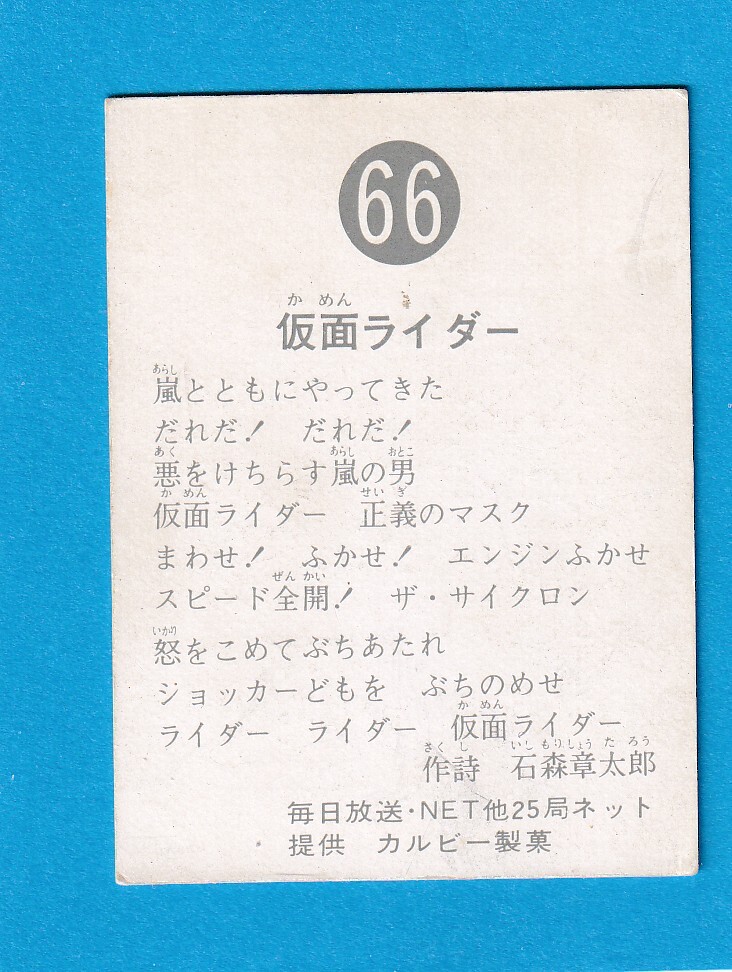 66
かめん
仮面ライダー
あらし
嵐とともにやってきた
だれだ！　だれだ！
あく　あらし　おとこ
悪をけちらす嵐の男
かめん　せいぎ
仮面ライダー　正義のマスク
まわせ！　ふかせ！　エンジンふかせ
ぜんかい
スピード全開！　ザ・サイクロン
いかり
怒をこめてぶちあたれ
ショッカーどもを　ぶちのめせ
かめん
ライダー　ライダー　仮面ライダー
さくし　いしもりしょうたろう
作詩　石森章太郎
毎日放送・NET他25局ネット
提供　カルビー製菓